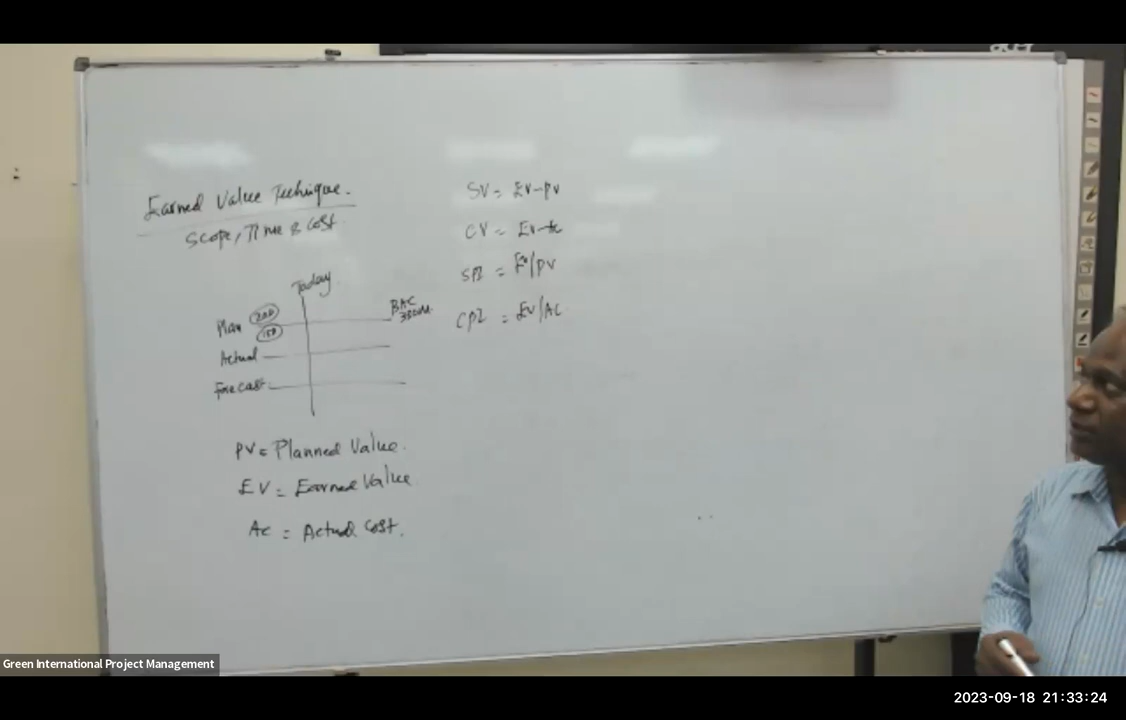 Earned Value Technique.
Scope, Time & Cost
Today
BAC
330M
Plan 200
150
Actual
Forecast
PV = Planned Value.
EV = Earned Value
AC = Actual Cost.
SV = EV-PV
CV = EV-AC
SPI = EV/PV
CPI = EV/AC
Green International Project Management
2023-09-18 21:33:24